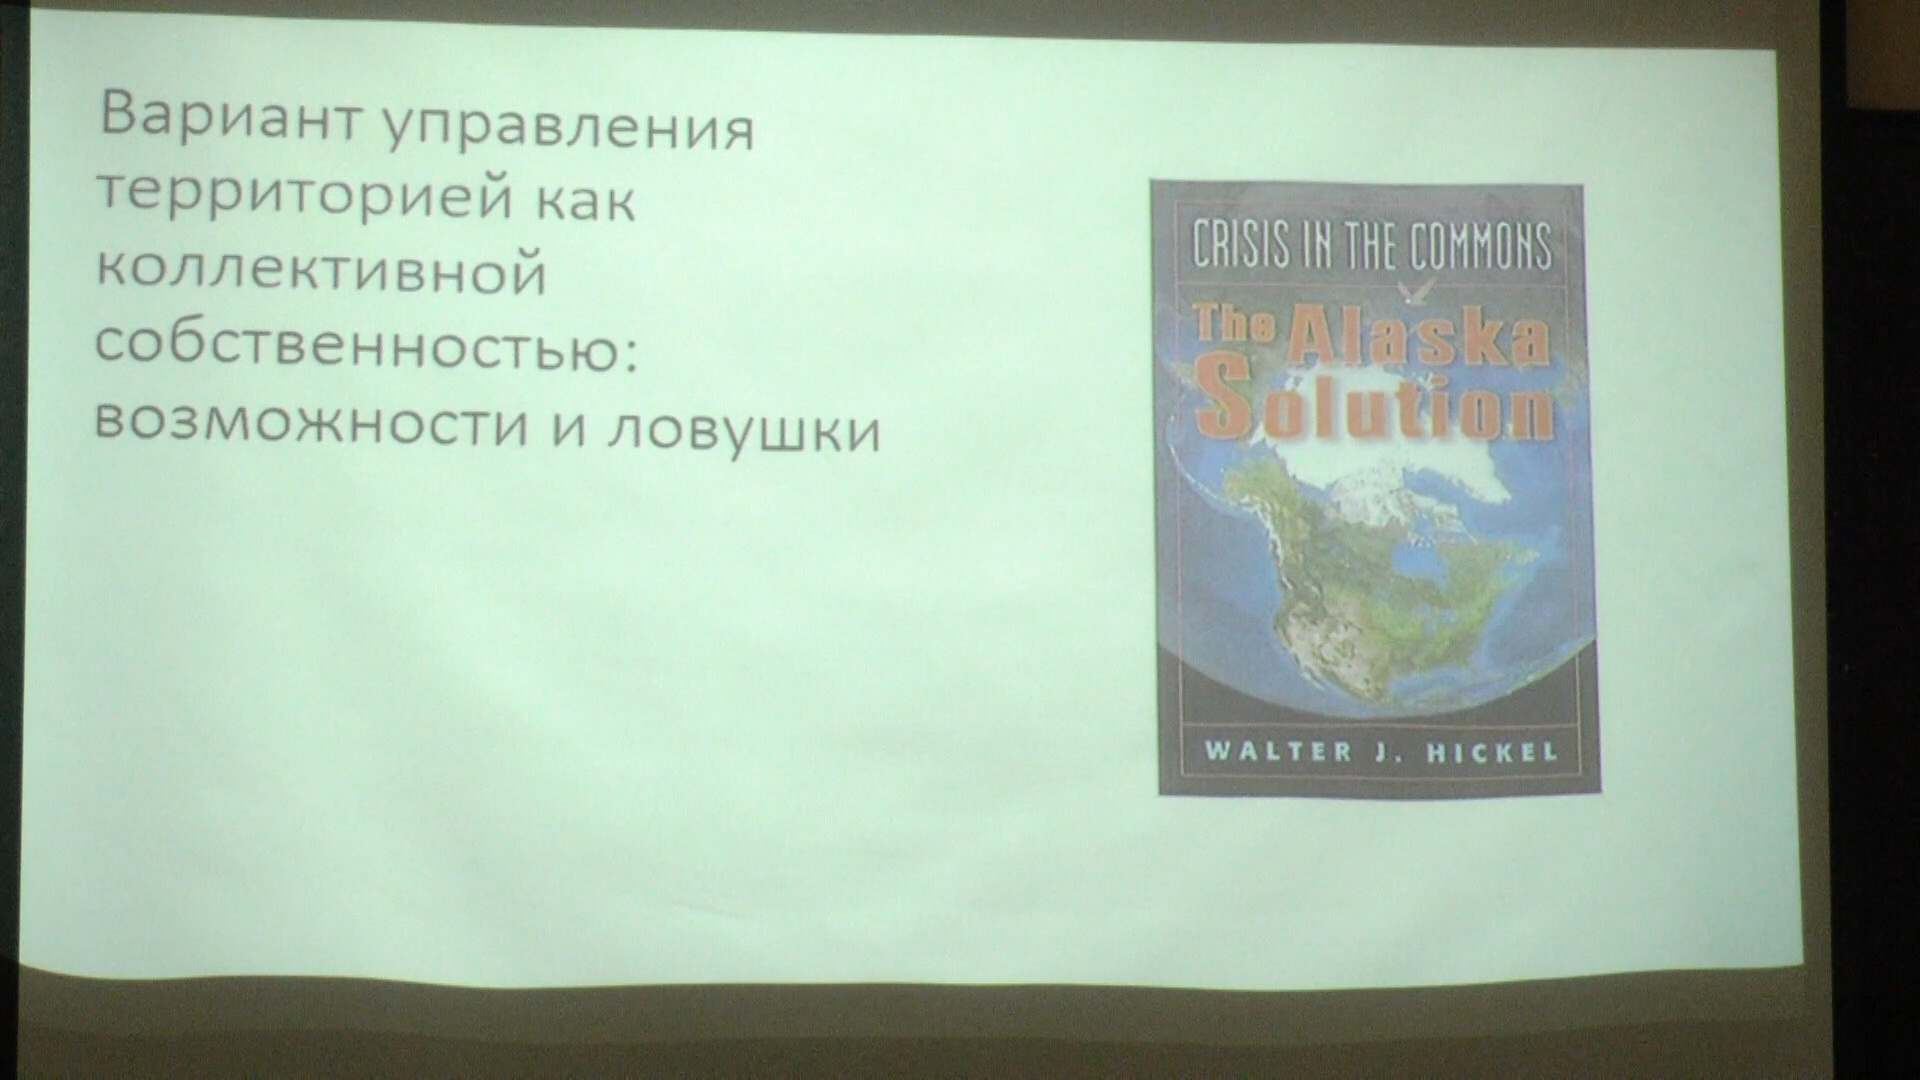 Вариант управления
территорией как
коллективной
собственностью:
возможности и ловушки
CRISIS IN THE COMMONS
The Alaska
Solution
WALTER J. HICKEL